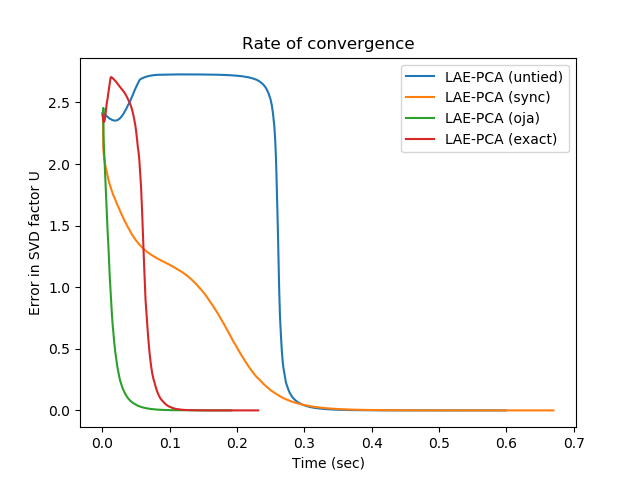 Rate of convergence
LAE-PCA (untied)
LAE-PCA (sync)
LAE-PCA (oja)
LAE-PCA (exact)
Error in SVD factor U
2.5
2.0
1.5
1.0
0.5
0.0
0.0 0.1 0.2 0.3 0.4 0.5 0.6 0.7
Time (sec)